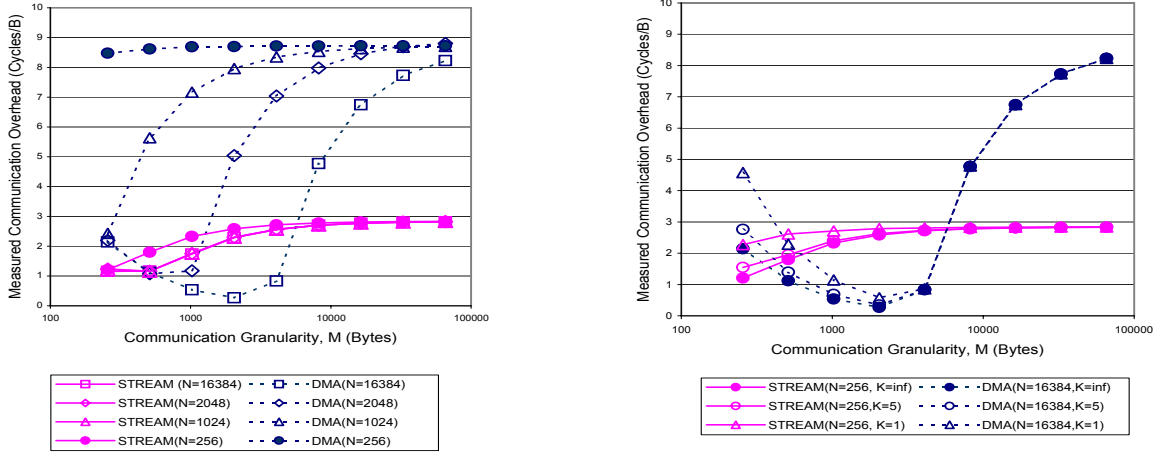 Measured Communication Overhead (Cycles/B)
10
9
8
7
6
5
4
3
2
1
0
100
1000
10000
100000
Communication Granularity, M (Bytes)
STREAM (N=16384)
DMA(N=16384)
STREAM(N=2048)
DMA(N=2048)
STREAM(N=1024)
DMA(N=1024)
STREAM(N=256)
DMA(N=256)
Measured Communication Overhead (Cycles/B)
10
9
8
7
6
5
4
3
2
1
0
100
1000
10000
100000
Communication Granularity, M (Bytes)
STREAM(N=256, K=inf)
DMA(N=16384,K=inf)
STREAM(N=256,K=5)
DMA(N=16384,K=5)
STREAM(N=256, K=1)
DMA(N=16384,K=1)